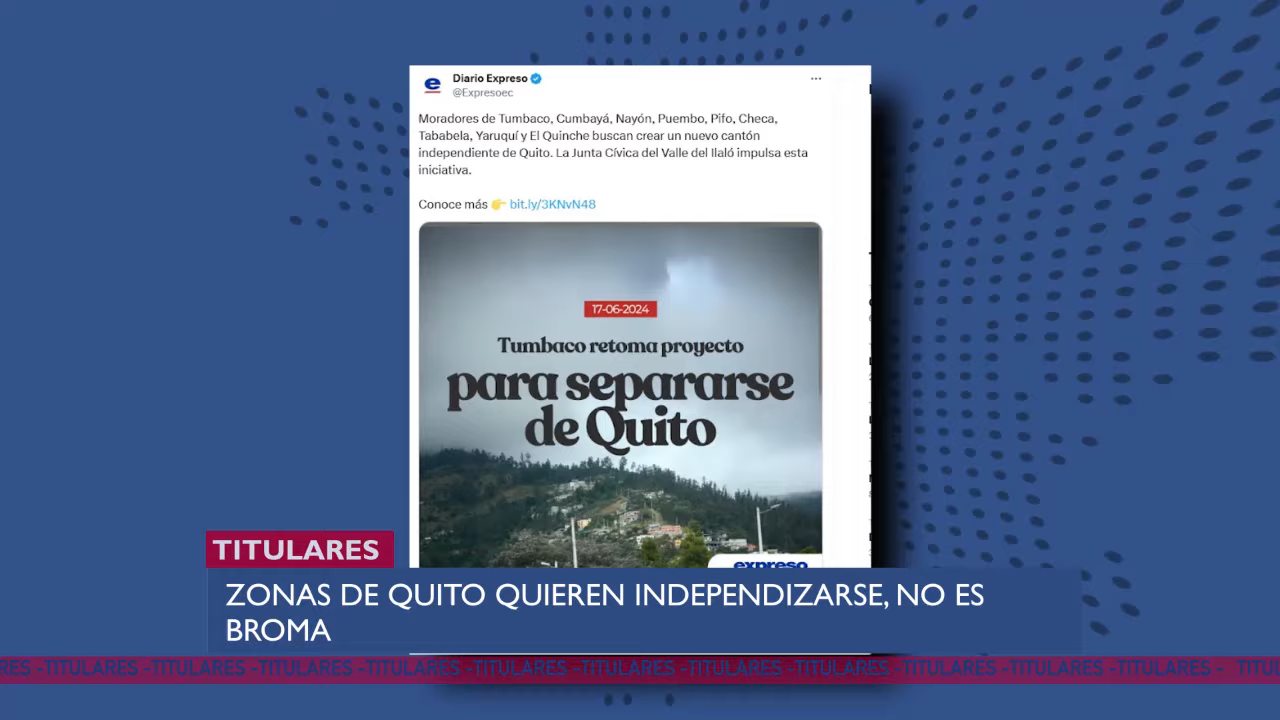 Diario Expreso
@Expresoec
Moradores de Tumbaco, Cumbayá, Nayón, Puembo, Pifo, Checa,
Tababela, Yaruquí y El Quinche buscan crear un nuevo cantón
independiente de Quito. La Junta Cívica del Valle del Ilaló impulsa esta
iniciativa.
Conoce más 👉 bit.ly/3KNvN48
17-06-2024
Tumbaco retoma proyecto
para separarse
de Quito
expreso
TITULARES
ZONAS DE QUITO QUIEREN INDEPENDIZARSE, NO ES
BROMA
RES -TITULARES -TITULARES -TITULARES -TITULARES -TITULARES -TITULARES -TITULARES -TITULARES -TITULARES -TITULARES -TITULARES - TITULARES